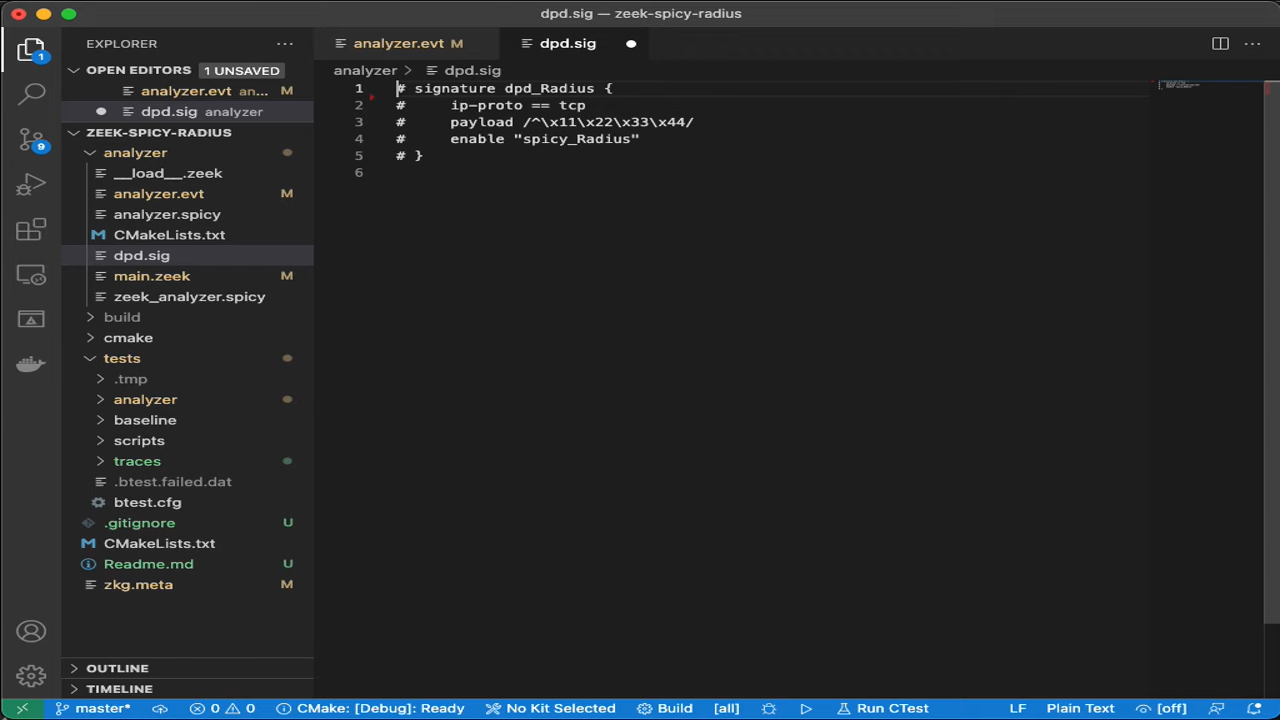 dpd.sig — zeek-spicy-radius
EXPLORER
analyzer.evt M
dpd.sig
OPEN EDITORS 1 UNSAVED
analyzer > dpd.sig
analyzer.evt an... M
dpd.sig analyzer
ZEEK-SPICY-RADIUS
analyzer
__load__.zeek
analyzer.evt M
analyzer.spicy
CMakeLists.txt
dpd.sig
main.zeek M
zeek_analyzer.spicy
build
cmake
tests
.tmp
analyzer
baseline
scripts
traces
.btest.failed.dat
btest.cfg
.gitignore U
CMakeLists.txt
Readme.md U
zkg.meta M
OUTLINE
TIMELINE
1
9
1 # signature dpd_Radius {
2 #     ip-proto == tcp
3 #     payload /^\x11\x22\x33\x44/
4 #     enable "spicy_Radius"
5 # }
6
master* 0 0 CMake: [Debug]: Ready No Kit Selected Build [all] Run CTest LF Plain Text [off]